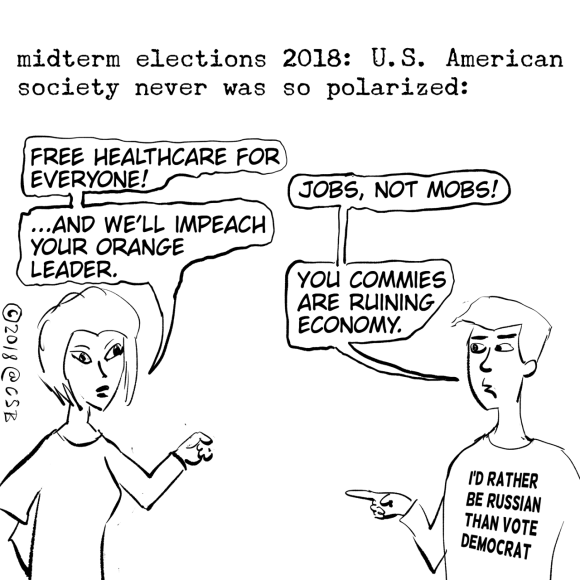 midterm elections 2018: U.S. American
society never was so polarized:
FREE HEALTHCARE FOR
EVERYONE!
...AND WE'LL IMPEACH
YOUR ORANGE
LEADER.
JOBS, NOT MOBS!
YOU COMMIES
ARE RUINING
ECONOMY.
I'D RATHER
BE RUSSIAN
THAN VOTE
DEMOCRAT
©2018@CSB